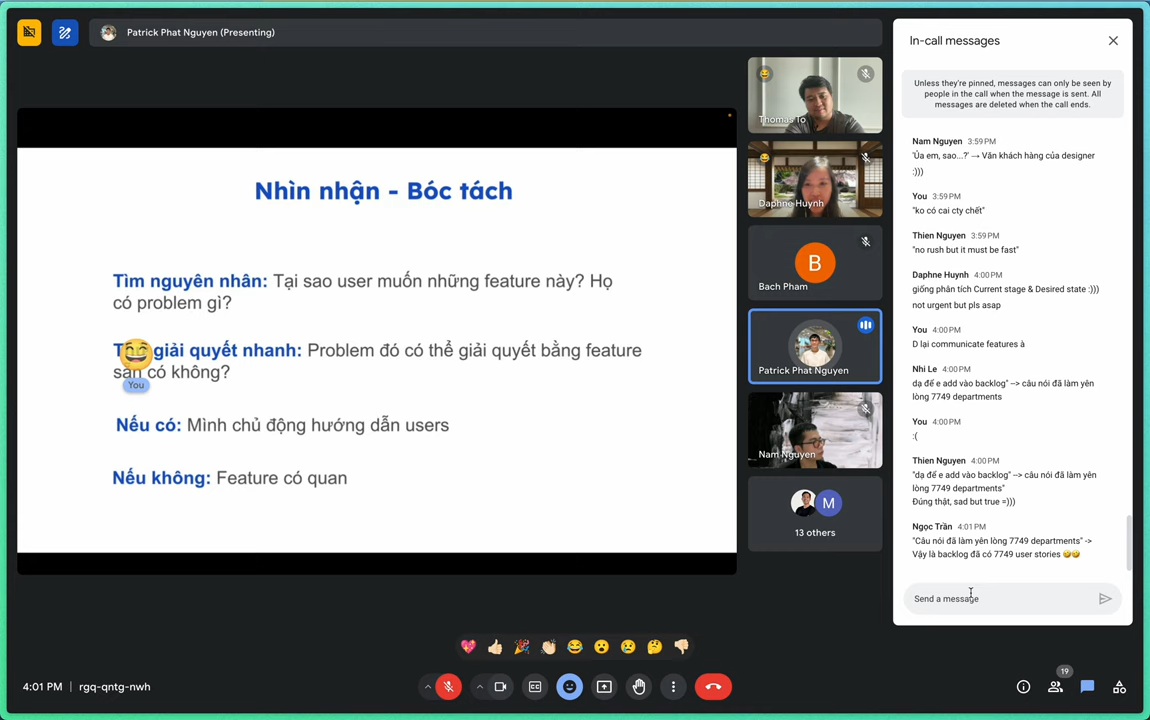 Patrick Phat Nguyen (Presenting)
Nhìn nhận - Bóc tách
Tìm nguyên nhân: Tại sao user muốn những feature này? Họ
có problem gì?
giải quyết nhanh: Problem đó có thể giải quyết bằng feature
sẵn có không?
You
Nếu có: Mình chủ động hướng dẫn users
Nếu không: Feature có quan
Thomas To
Daphne Huynh
B
Bach Pham
Patrick Phat Nguyen
Nam Nguyen
M
13 others
In-call messages
Unless they're pinned, messages can only be seen by
people in the call when the message is sent. All
messages are deleted when the call ends.
Nam Nguyen 3:59 PM
'Ủa em, sao...?' → Văn khách hàng của designer
:)))
You 3:59 PM
"ko có cai cty chết"
Thien Nguyen 3:59 PM
"no rush but it must be fast"
Daphne Huynh 4:00 PM
giống phân tích Current stage & Desired state :)))
not urgent but pls asap
You 4:00 PM
D lại communicate features à
Nhi Le 4:00 PM
dạ để e add vào backlog" --> câu nói đã làm yên
lòng 7749 departments
You 4:00 PM
:(
Thien Nguyen 4:00 PM
"dạ để e add vào backlog" --> câu nói đã làm yên
lòng 7749 departments"
Đúng thật, sad but true =)))
Ngọc Trần 4:01 PM
"Câu nói đã làm yên lòng 7749 departments" ->
Vậy là backlog đã có 7749 user stories 🤣🤣
Send a message
4:01 PM | rgq-qntg-nwh
19